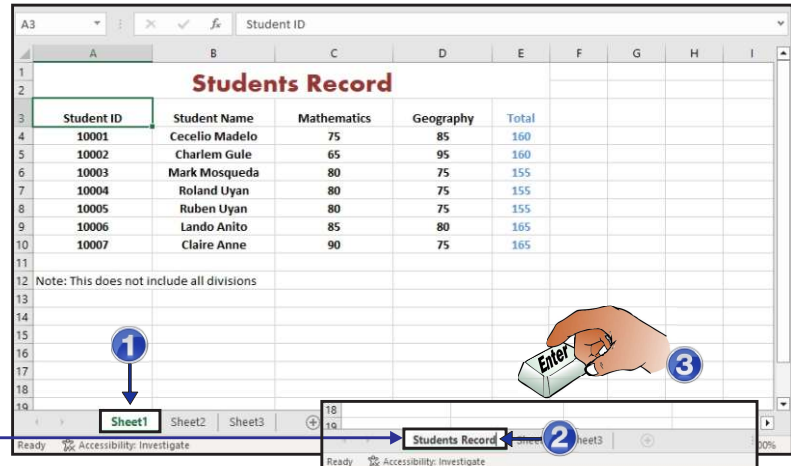 A3 fx Student ID
A B C D E F G H I
1
2 Students Record
3 Student ID Student Name Mathematics Geography Total
4 10001 Cecelio Madelo 75 85 160
5 10002 Charlem Gule 65 95 160
6 10003 Mark Mosqueda 80 75 155
7 10004 Roland Uyan 80 75 155
8 10005 Ruben Uyan 80 75 155
9 10006 Lando Anito 85 80 165
10 10007 Claire Anne 90 75 165
11
12 Note: This does not include all divisions
13
14
15
16
17
18
19
1
Enter
3
Sheet1 Sheet2 Sheet3
Ready Accessibility: Investigate
18
19
Students Record 2
Ready Accessibility: Investigate